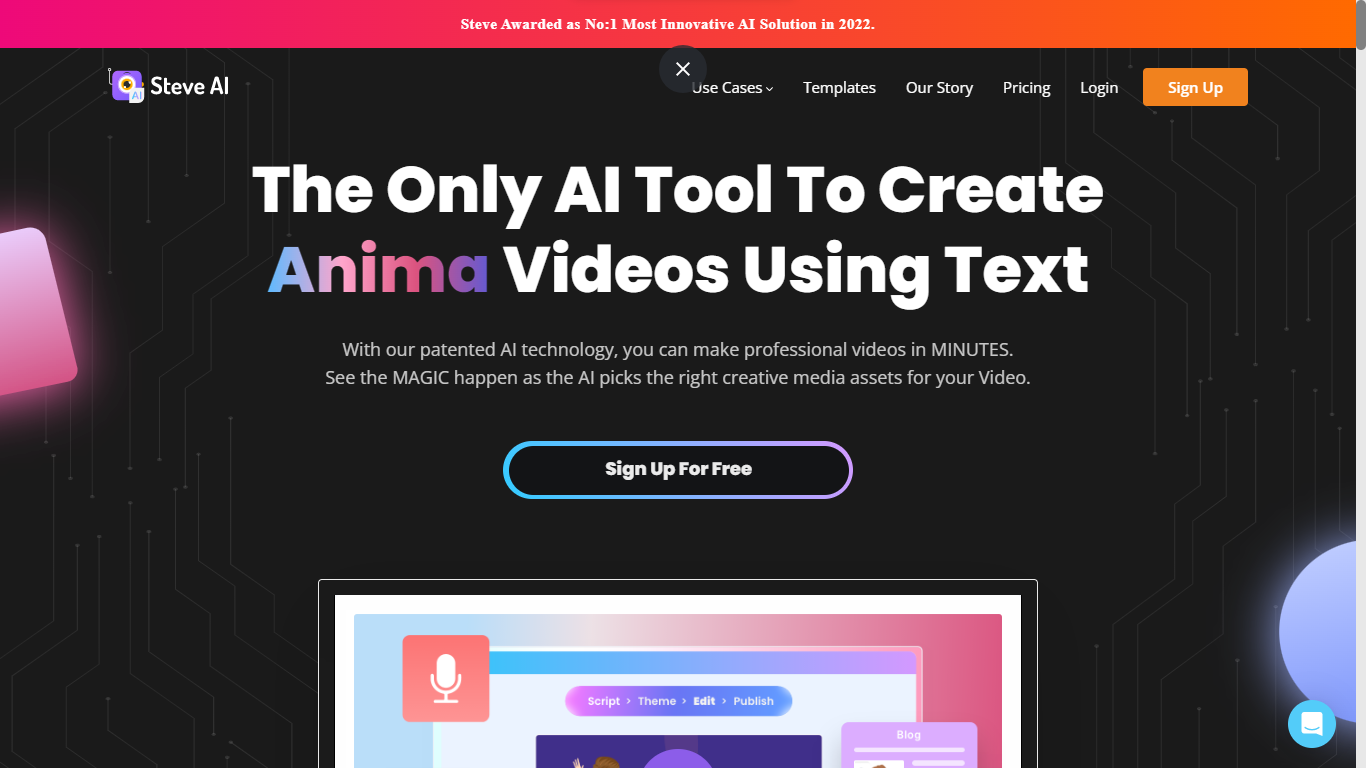 Steve Awarded as No:1 Most Innovative AI Solution in 2022.
AI Steve AI
Use Cases Templates Our Story Pricing Login Sign Up
The Only AI Tool To Create
Anima Videos Using Text
With our patented AI technology, you can make professional videos in MINUTES.
See the MAGIC happen as the AI picks the right creative media assets for your Video.
Sign Up For Free
Script > Theme > Edit > Publish
Blog